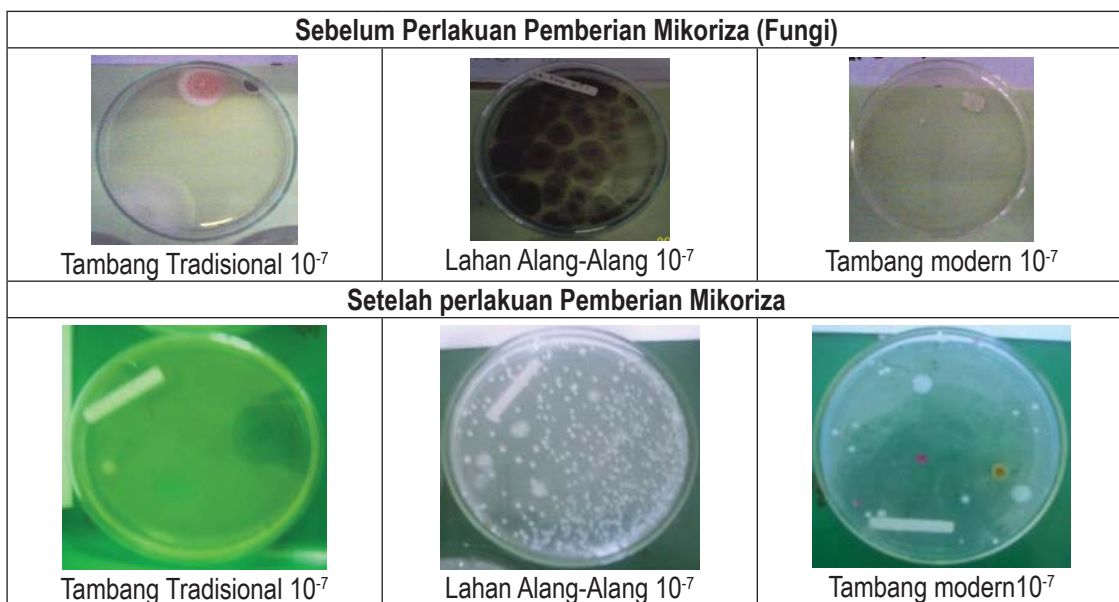 Sebelum Perlakuan Pemberian Mikoriza (Fungi)
Tambang Tradisional 10⁻⁷
Lahan Alang-Alang 10⁻⁷
Tambang modern 10⁻⁷
Setelah perlakuan Pemberian Mikoriza
Tambang Tradisional 10⁻⁷
Lahan Alang-Alang 10⁻⁷
Tambang modern10⁻⁷